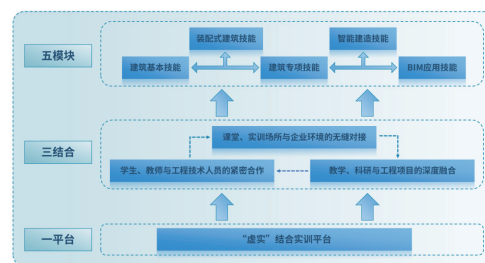 五模块
装配式建筑技能
智能建造技能
建筑基本技能
建筑专项技能
BIM应用技能
三结合
课堂、实训场所与企业环境的无缝对接
学生、教师与工程技术人员的紧密合作
教学、科研与工程项目的深度融合
一平台
“虚实”结合实训平台